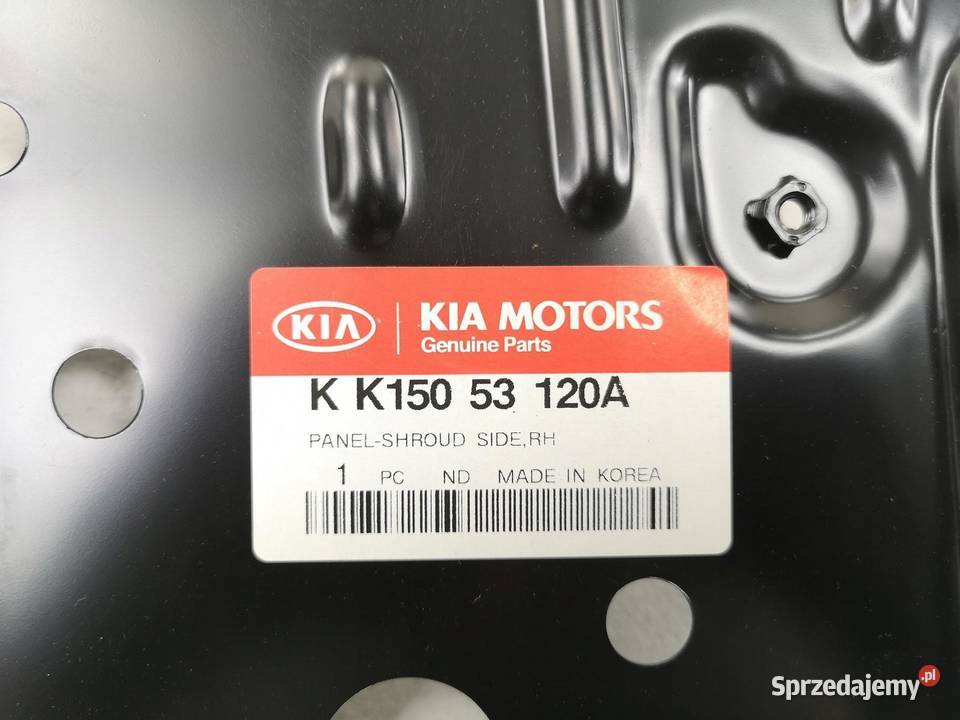 KIA
KIA MOTORS
Genuine Parts
K K150 53 120A
PANEL-SHROUD SIDE,RH
1 PC ND MADE IN KOREA
Sprzedajemy.pl